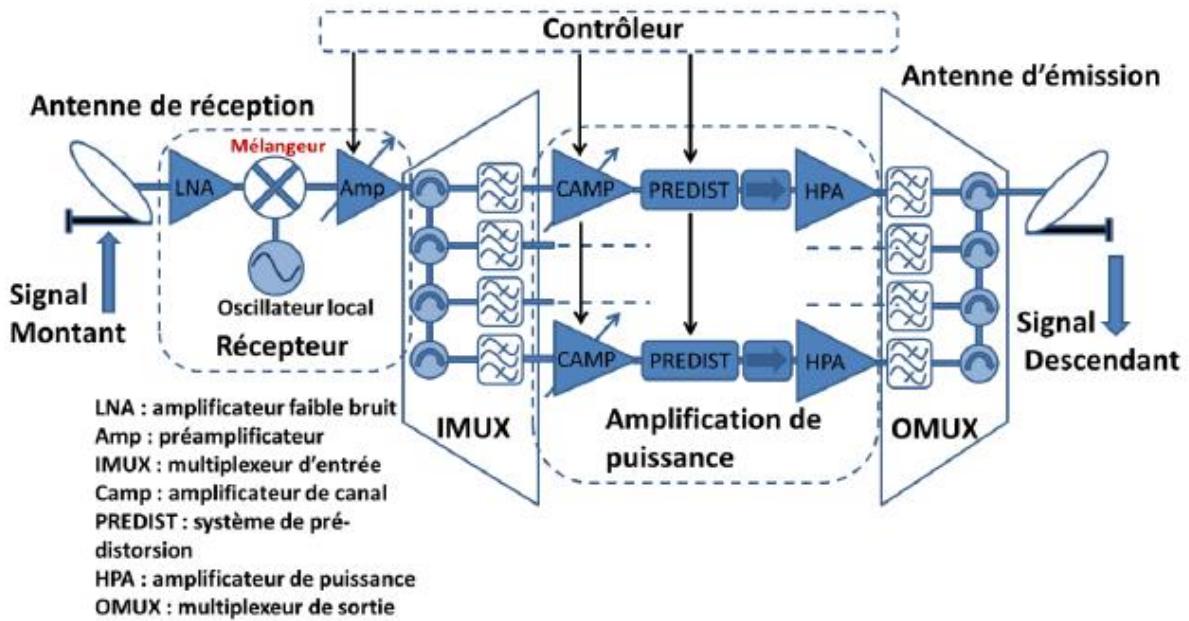 Contrôleur
Antenne de réception
Antenne d'émission
Mélangeur
LNA
Amp
CAMP
PREDIST
HPA
Oscillateur local
Signal
Montant
Récepteur
CAMP
PREDIST
HPA
Signal
Descendant
IMUX
Amplification de
puissance
OMUX
LNA : amplificateur faible bruit
Amp : préamplificateur
IMUX : multiplexeur d'entrée
Camp : amplificateur de canal
PREDIST : système de pré-
distorsion
HPA : amplificateur de puissance
OMUX : multiplexeur de sortie